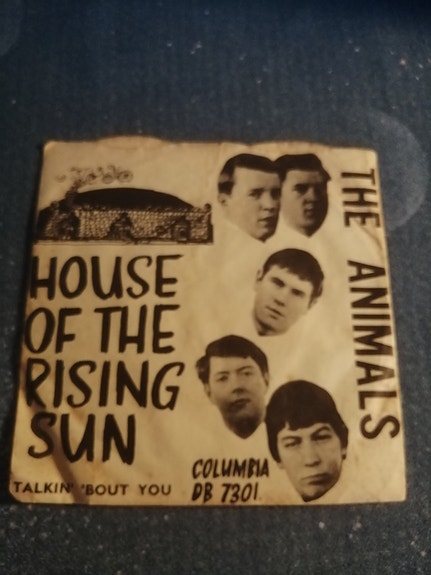 HOUSE
OF THE
RISING
SUN
THE ANIMALS
TALKIN' 'BOUT YOU
COLUMBIA
DB 7301